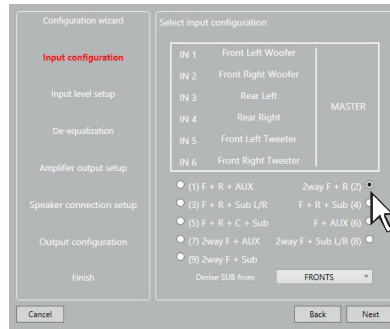 Configuration wizard
Input configuration
Input level setup
De-equalization
Amplifier output setup
Speaker connection setup
Output configuration
Finish
Select input configuration
IN 1 Front Left Woofer
IN 2 Front Right Woofer
IN 3 Rear Left
IN 4 Rear Right
IN 5 Front Left Tweeter
IN 6 Front Right Tweeter
MASTER
(1) F + R + AUX 2way F + R (2)
(3) F + R + Sub L/R F + R + Sub (4)
(5) F + R + C + Sub F + AUX (6)
(7) 2way F + AUX 2way F + Sub L/R (8)
(9) 2way F + Sub
Derive SUB from FRONTS
Cancel Back Next